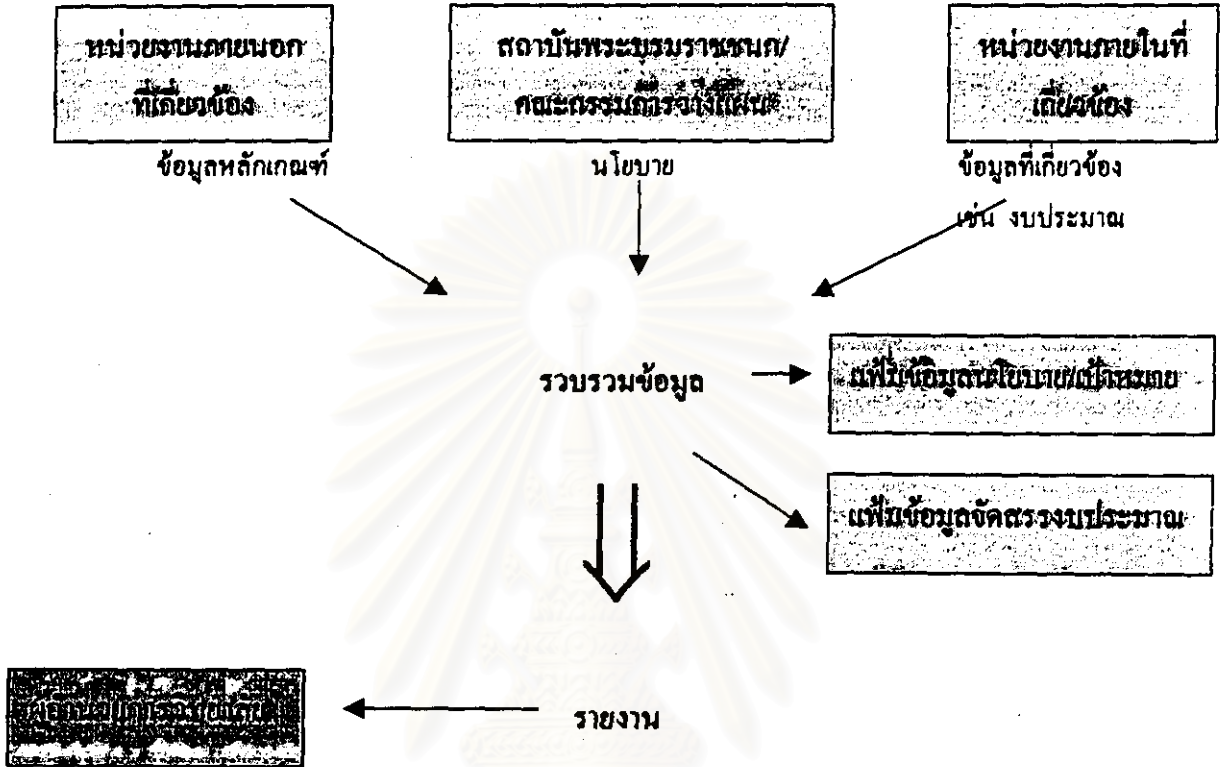 หน่วยงานภายนอก
ที่เกี่ยวข้อง
สถาบันพระบรมราชชนก/
คณะกรรมการวางแผน*
หน่วยงานภายในที่
เกี่ยวข้อง
ข้อมูลหลักเกณฑ์
นโยบาย
ข้อมูลที่เกี่ยวข้อง
เช่น งบประมาณ
รวบรวมข้อมูล
แฟ้มข้อมูลนโยบาย/เป้าหมาย
แฟ้มข้อมูลจัดสรรงบประมาณ
รายงาน